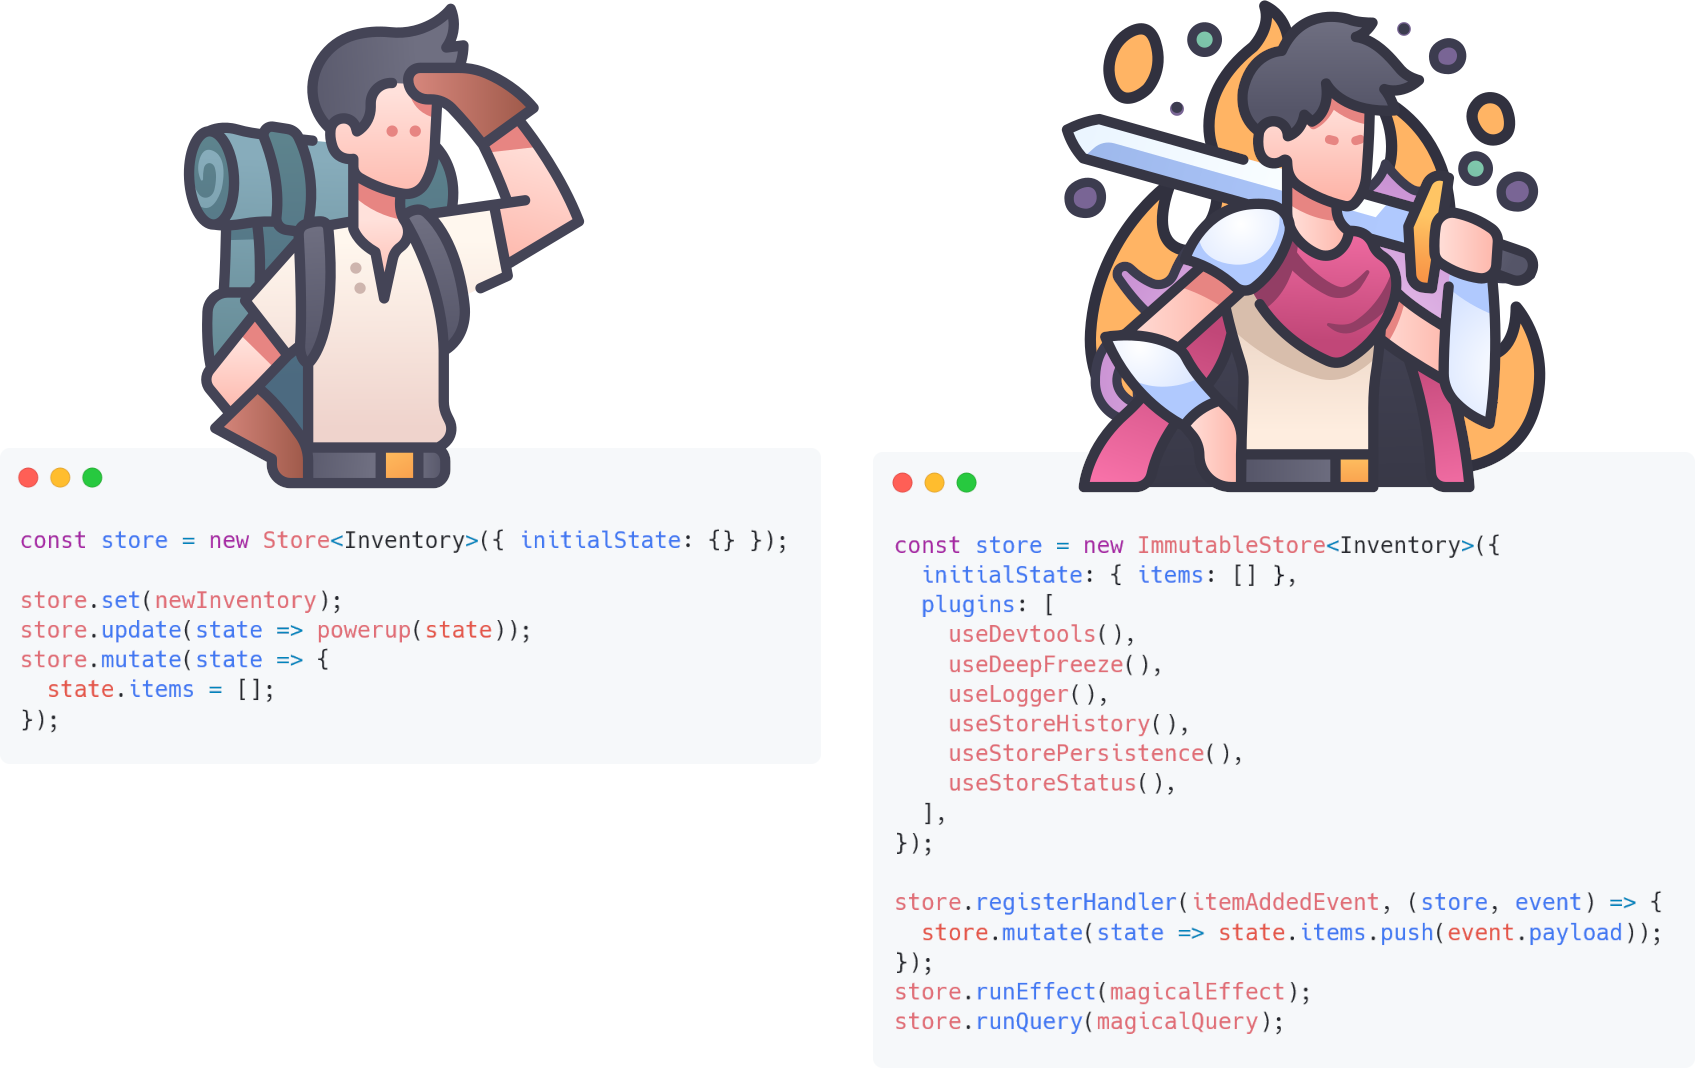 const store = new Store<Inventory>({ initialState: {} });

store.set(newInventory);
store.update(state => powerup(state));
store.mutate(state => {
  state.items = [];
});

const store = new ImmutableStore<Inventory>({
  initialState: { items: [] },
  plugins: [
    useDevtools(),
    useDeepFreeze(),
    useLogger(),
    useStoreHistory(),
    useStorePersistence(),
    useStoreStatus(),
  ],
});

store.registerHandler(itemAddedEvent, (store, event) => {
  store.mutate(state => state.items.push(event.payload));
});
store.runEffect(magicalEffect);
store.runQuery(magicalQuery);